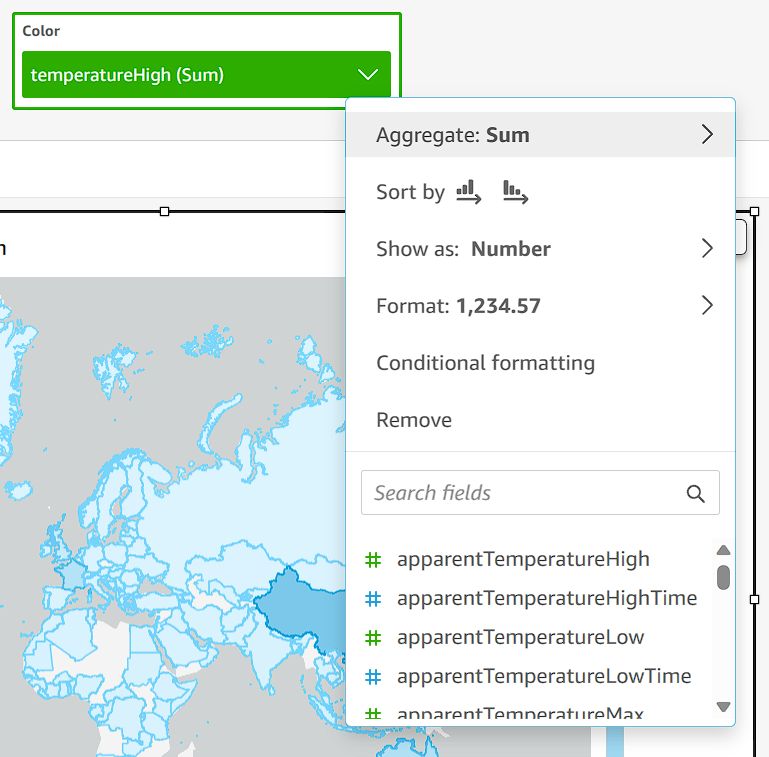 Color
temperatureHigh (Sum)
Aggregate: Sum
Sort by
n
Show as: Number
Format: 1,234.57
Conditional formatting
Remove
Search fields
# apparentTemperatureHigh
# apparentTemperatureHighTime
# apparentTemperatureLow
# apparentTemperatureLowTime
# apparentTemperatureMax